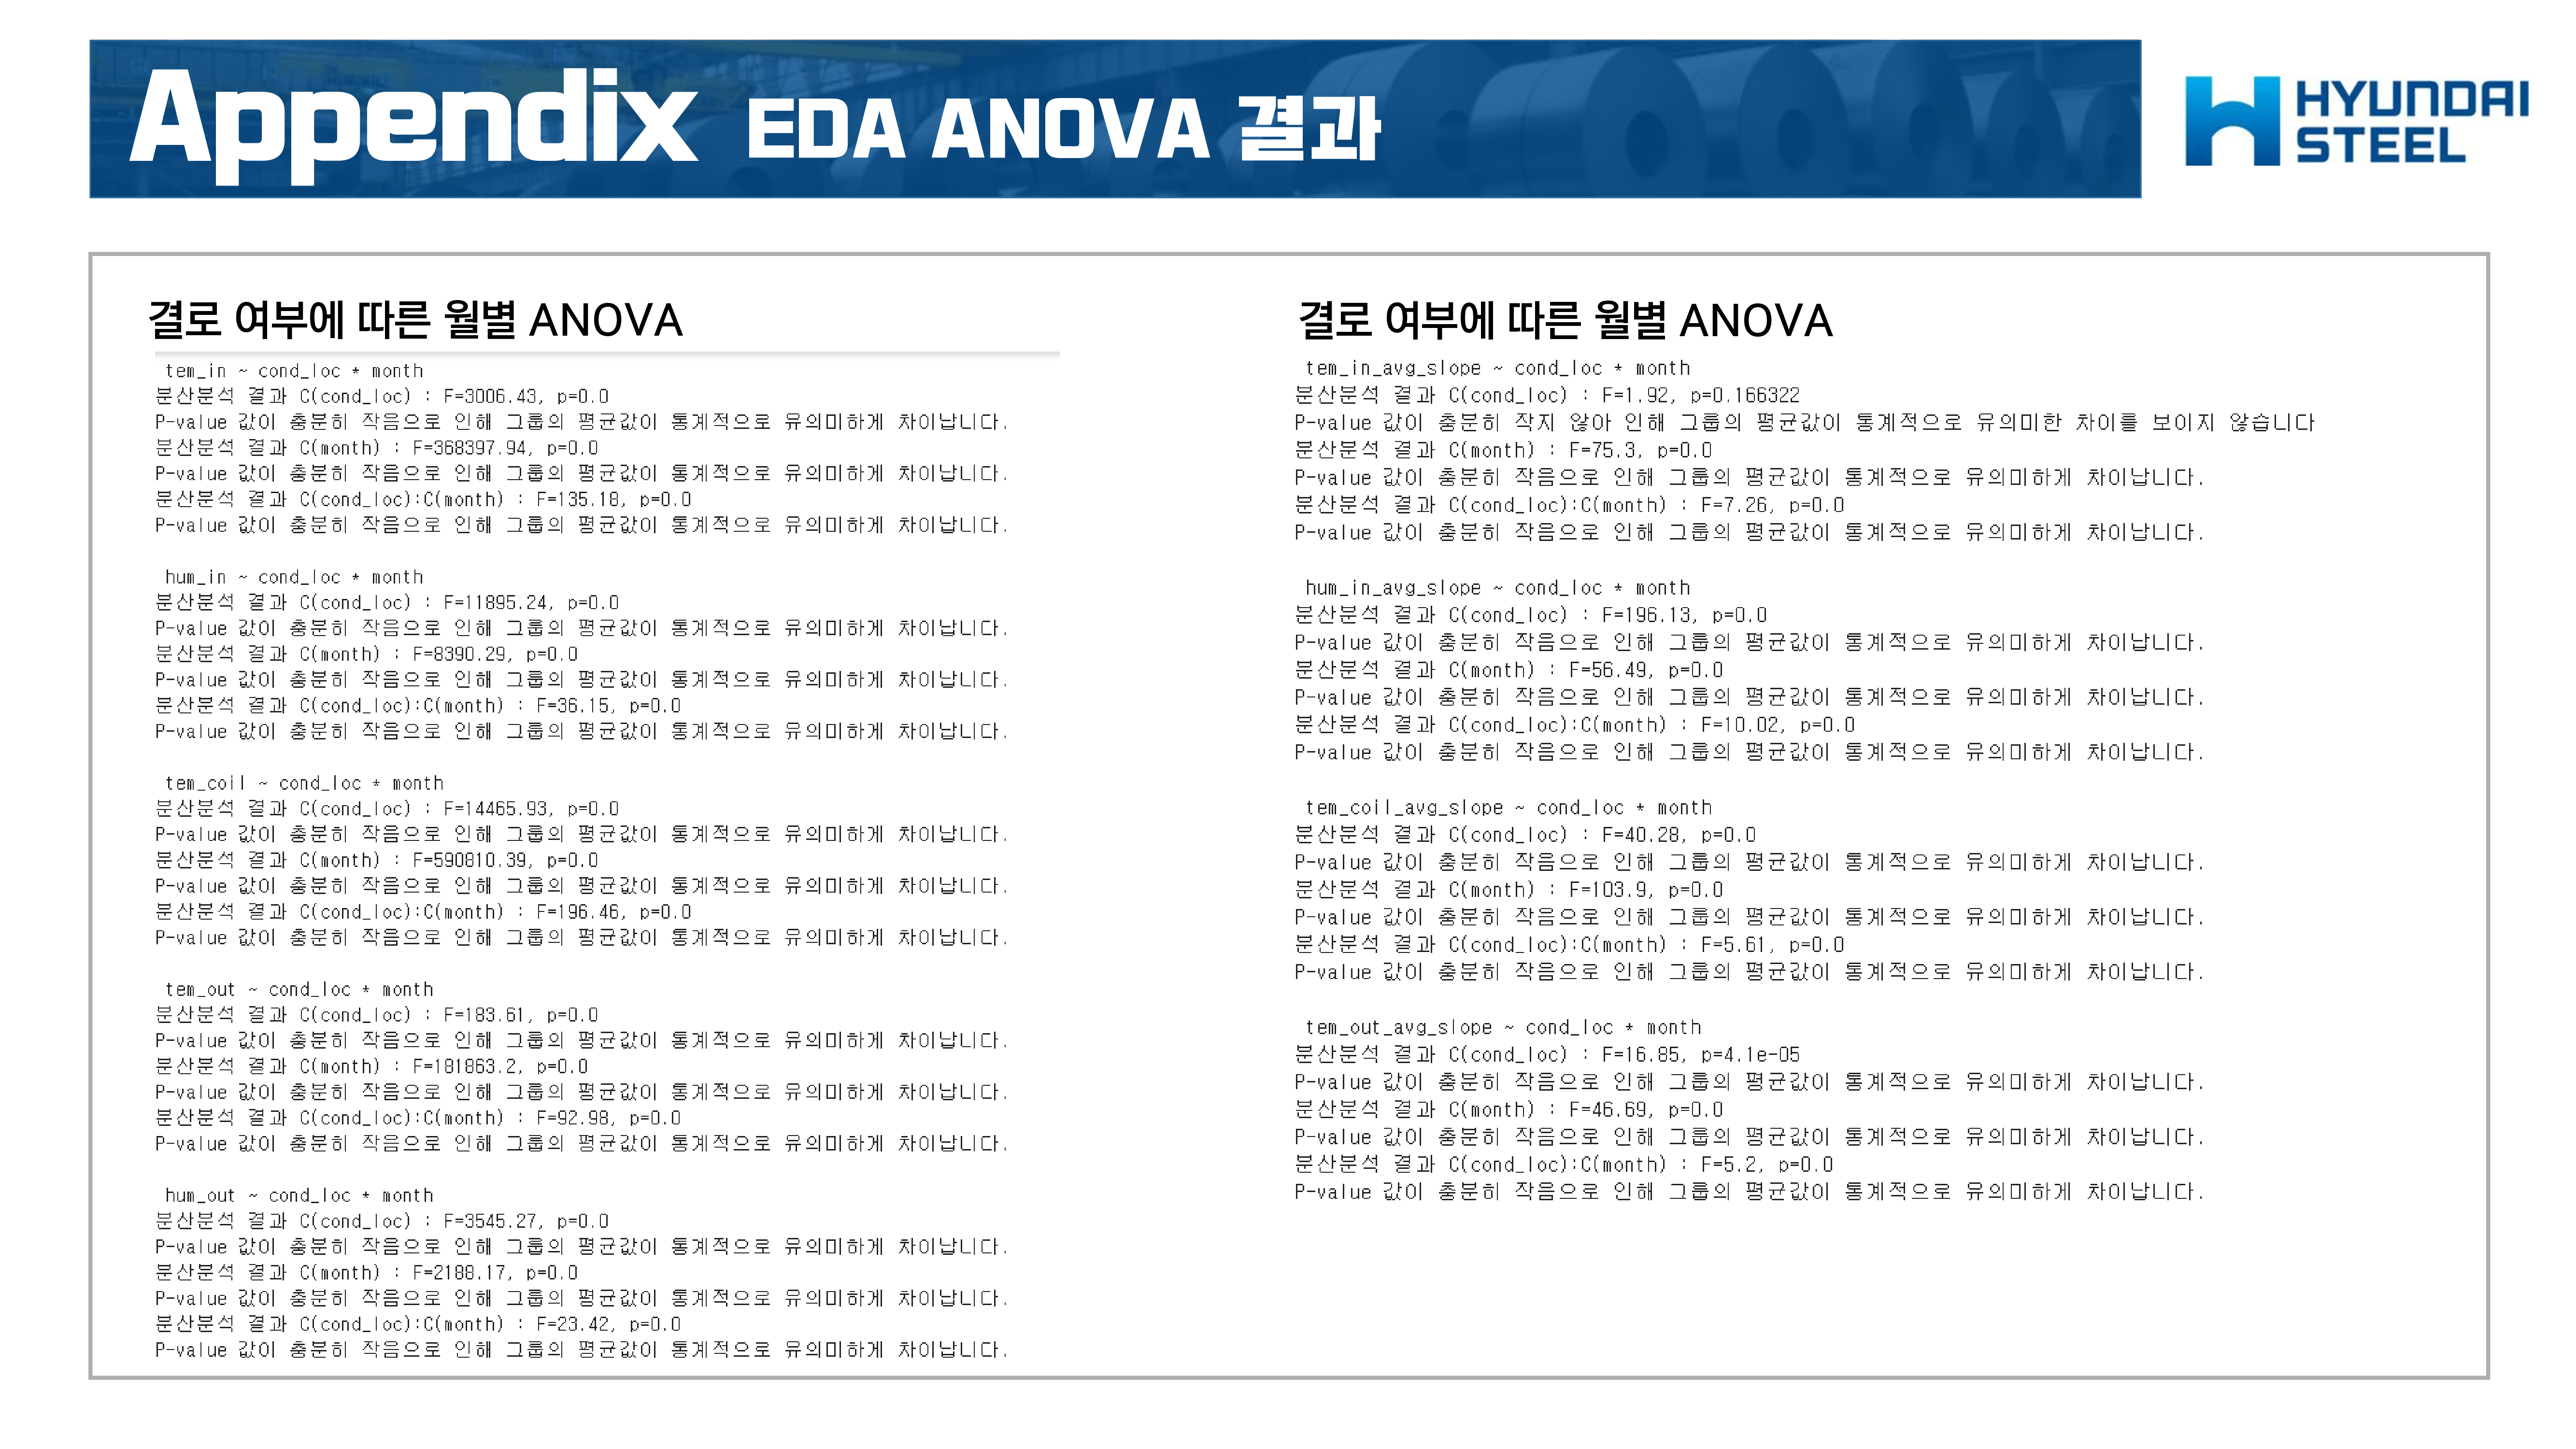 Appendix EDA ANOVA 결과
HYUNDAI
STEEL
결로 여부에 따른 월별 ANOVA
tem_in ~ cond_loc * month
분산분석 결과 C(cond_loc) : F=3006.43, p=0.0
P-value 값이 충분히 작음으로 인해 그룹의 평균값이 통계적으로 유의미하게 차이납니다.
분산분석 결과 C(month) : F=368397.94, p=0.0
P-value 값이 충분히 작음으로 인해 그룹의 평균값이 통계적으로 유의미하게 차이납니다.
분산분석 결과 C(cond_loc):C(month) : F=135.18, p=0.0
P-value 값이 충분히 작음으로 인해 그룹의 평균값이 통계적으로 유의미하게 차이납니다.
hum_in ~ cond_loc * month
분산분석 결과 C(cond_loc) : F=11895.24, p=0.0
P-value 값이 충분히 작음으로 인해 그룹의 평균값이 통계적으로 유의미하게 차이납니다.
분산분석 결과 C(month) : F=8390.29, p=0.0
P-value 값이 충분히 작음으로 인해 그룹의 평균값이 통계적으로 유의미하게 차이납니다.
분산분석 결과 C(cond_loc):C(month) : F=36.15, p=0.0
P-value 값이 충분히 작음으로 인해 그룹의 평균값이 통계적으로 유의미하게 차이납니다.
tem_coil ~ cond_loc * month
분산분석 결과 C(cond_loc) : F=14465.93, p=0.0
P-value 값이 충분히 작음으로 인해 그룹의 평균값이 통계적으로 유의미하게 차이납니다.
분산분석 결과 C(month) : F=590810.39, p=0.0
P-value 값이 충분히 작음으로 인해 그룹의 평균값이 통계적으로 유의미하게 차이납니다.
분산분석 결과 C(cond_loc):C(month) : F=196.46, p=0.0
P-value 값이 충분히 작음으로 인해 그룹의 평균값이 통계적으로 유의미하게 차이납니다.
tem_out ~ cond_loc * month
분산분석 결과 C(cond_loc) : F=183.61, p=0.0
P-value 값이 충분히 작음으로 인해 그룹의 평균값이 통계적으로 유의미하게 차이납니다.
분산분석 결과 C(month) : F=181863.2, p=0.0
P-value 값이 충분히 작음으로 인해 그룹의 평균값이 통계적으로 유의미하게 차이납니다.
분산분석 결과 C(cond_loc):C(month) : F=92.98, p=0.0
P-value 값이 충분히 작음으로 인해 그룹의 평균값이 통계적으로 유의미하게 차이납니다.
hum_out ~ cond_loc * month
분산분석 결과 C(cond_loc) : F=3545.27, p=0.0
P-value 값이 충분히 작음으로 인해 그룹의 평균값이 통계적으로 유의미하게 차이납니다.
분산분석 결과 C(month) : F=2188.17, p=0.0
P-value 값이 충분히 작음으로 인해 그룹의 평균값이 통계적으로 유의미하게 차이납니다.
분산분석 결과 C(cond_loc):C(month) : F=23.42, p=0.0
P-value 값이 충분히 작음으로 인해 그룹의 평균값이 통계적으로 유의미하게 차이납니다.
결로 여부에 따른 월별 ANOVA
tem_in_avg_slope ~ cond_loc * month
분산분석 결과 C(cond_loc) : F=1.92, p=0.166322
P-value 값이 충분히 작지 않아 인해 그룹의 평균값이 통계적으로 유의미한 차이를 보이지 않습니다
분산분석 결과 C(month) : F=75.3, p=0.0
P-value 값이 충분히 작음으로 인해 그룹의 평균값이 통계적으로 유의미하게 차이납니다.
분산분석 결과 C(cond_loc):C(month) : F=7.26, p=0.0
P-value 값이 충분히 작음으로 인해 그룹의 평균값이 통계적으로 유의미하게 차이납니다.
hum_in_avg_slope ~ cond_loc * month
분산분석 결과 C(cond_loc) : F=196.13, p=0.0
P-value 값이 충분히 작음으로 인해 그룹의 평균값이 통계적으로 유의미하게 차이납니다.
분산분석 결과 C(month) : F=56.49, p=0.0
P-value 값이 충분히 작음으로 인해 그룹의 평균값이 통계적으로 유의미하게 차이납니다.
분산분석 결과 C(cond_loc):C(month) : F=10.02, p=0.0
P-value 값이 충분히 작음으로 인해 그룹의 평균값이 통계적으로 유의미하게 차이납니다.
tem_coil_avg_slope ~ cond_loc * month
분산분석 결과 C(cond_loc) : F=40.28, p=0.0
P-value 값이 충분히 작음으로 인해 그룹의 평균값이 통계적으로 유의미하게 차이납니다.
분산분석 결과 C(month) : F=103.9, p=0.0
P-value 값이 충분히 작음으로 인해 그룹의 평균값이 통계적으로 유의미하게 차이납니다.
분산분석 결과 C(cond_loc):C(month) : F=5.61, p=0.0
P-value 값이 충분히 작음으로 인해 그룹의 평균값이 통계적으로 유의미하게 차이납니다.
tem_out_avg_slope ~ cond_loc * month
분산분석 결과 C(cond_loc) : F=16.85, p=4.1e-05
P-value 값이 충분히 작음으로 인해 그룹의 평균값이 통계적으로 유의미하게 차이납니다.
분산분석 결과 C(month) : F=46.69, p=0.0
P-value 값이 충분히 작음으로 인해 그룹의 평균값이 통계적으로 유의미하게 차이납니다.
분산분석 결과 C(cond_loc):C(month) : F=5.2, p=0.0
P-value 값이 충분히 작음으로 인해 그룹의 평균값이 통계적으로 유의미하게 차이납니다.